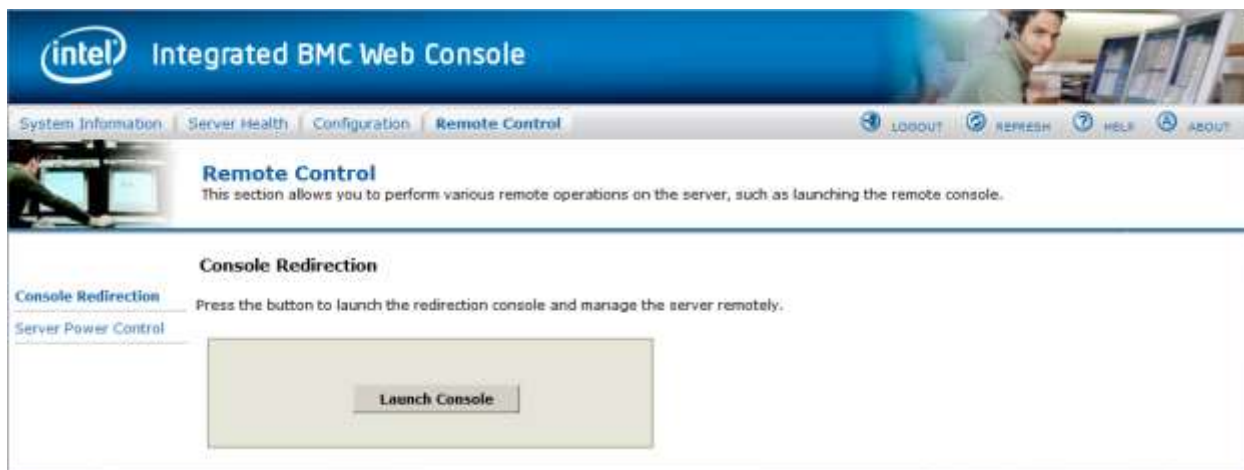 intel Integrated BMC Web Console
System Information Server Health Configuration Remote Control LOGOUT REFRESH HELP ABOUT
Remote Control
This section allows you to perform various remote operations on the server, such as launching the remote console.
Console Redirection
Console Redirection
Press the button to launch the redirection console and manage the server remotely.
Server Power Control
Launch Console